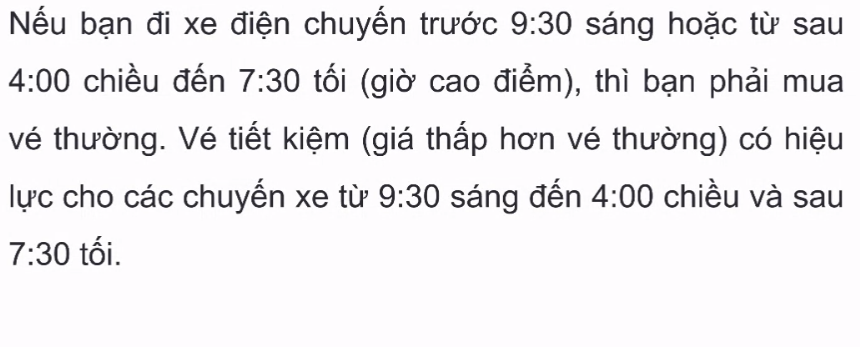 Nếu bạn đi xe điện chuyến trước 9:30 sáng hoặc từ sau
4:00 chiều đến 7:30 tối (giờ cao điểm), thì bạn phải mua
vé thường. Vé tiết kiệm (giá thấp hơn vé thường) có hiệu
lực cho các chuyến xe từ 9:30 sáng đến 4:00 chiều và sau
7:30 tối.